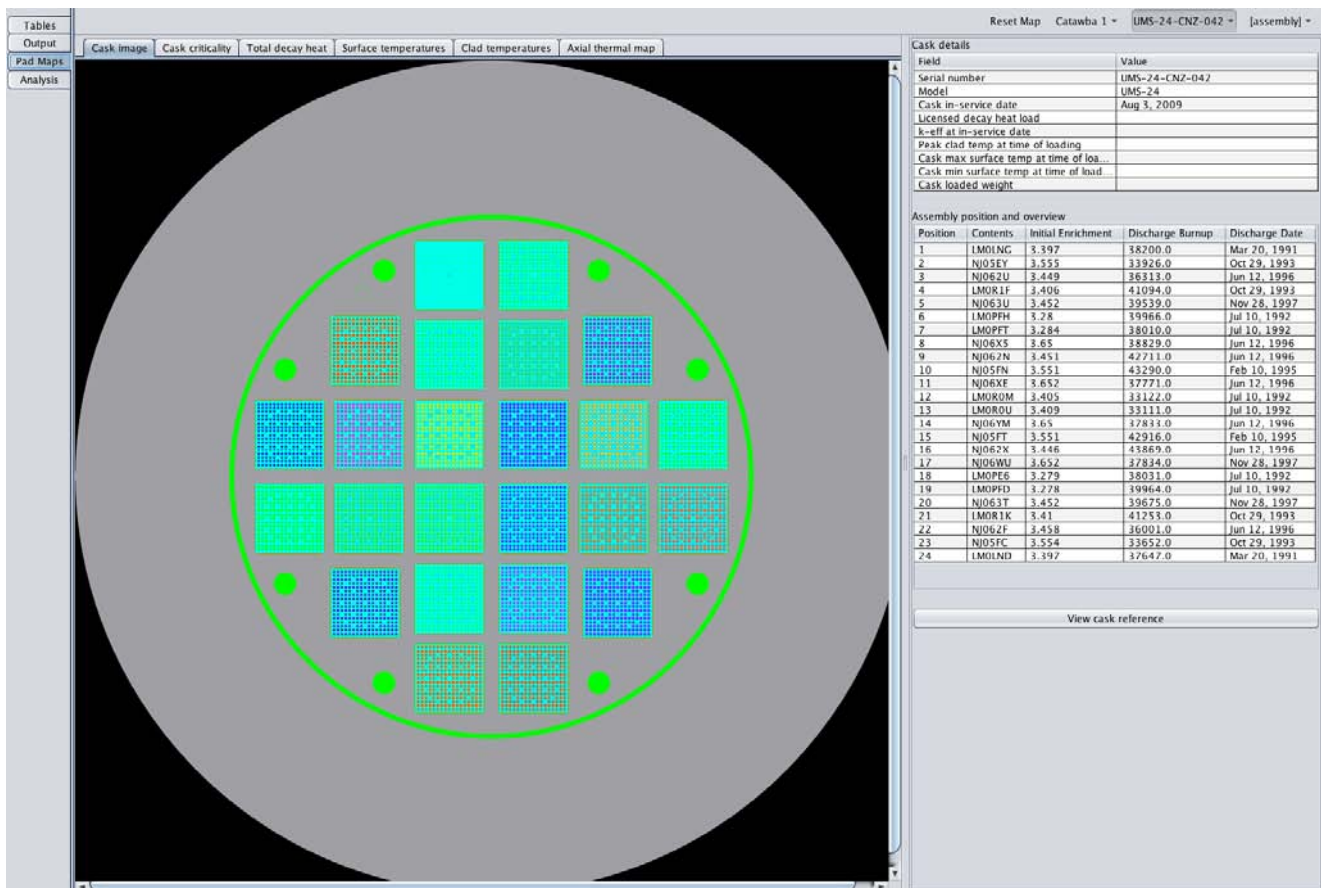 Tables
Output
Pad Maps
Analysis
Reset Map Catawba 1 UMS-24-CNZ-042 [assembly]
Cask image Cask criticality Total decay heat Surface temperatures Clad temperatures Axial thermal map
Cask details
Field Value
Serial number UMS-24-CNZ-042
Model UMS-24
Cask in-service date Aug 3, 2009
Licensed decay heat load
k-eff at in-service date
Peak clad temp at time of loading
Cask max surface temp at time of loa...
Cask min surface temp at time of load...
Cask loaded weight
Assembly position and overview
Position Contents Initial Enrichment Discharge Burnup Discharge Date
1 LM0LNG 3.397 38200.0 Mar 20, 1991
2 NJ05EY 3.555 33926.0 Oct 29, 1993
3 NJ062U 3.449 36313.0 Jun 12, 1996
4 LM0R1F 3.406 41094.0 Oct 29, 1993
5 NJ063U 3.452 39539.0 Nov 28, 1997
6 LM0PFH 3.28 39966.0 Jul 10, 1992
7 LM0PFT 3.284 38010.0 Jul 10, 1992
8 NJ06X5 3.65 38829.0 Jun 12, 1996
9 NJ062N 3.451 42711.0 Jun 12, 1996
10 NJ05FN 3.551 43290.0 Feb 10, 1995
11 NJ06XE 3.652 37771.0 Jun 12, 1996
12 LM0R0M 3.405 33122.0 Jul 10, 1992
13 LM0R0U 3.409 33111.0 Jul 10, 1992
14 NJ06YM 3.65 37833.0 Jun 12, 1996
15 NJ05FT 3.551 42916.0 Feb 10, 1995
16 NJ062X 3.446 43869.0 Jun 12, 1996
17 NJ06WU 3.652 37834.0 Nov 28, 1997
18 LM0PE6 3.279 38031.0 Jul 10, 1992
19 LM0PFD 3.278 39964.0 Jul 10, 1992
20 NJ063T 3.452 39675.0 Nov 28, 1997
21 LM0R1K 3.41 41253.0 Oct 29, 1993
22 NJ062F 3.458 36001.0 Jun 12, 1996
23 NJ05FC 3.554 33652.0 Oct 29, 1993
24 LM0LND 3.397 37647.0 Mar 20, 1991
View cask reference